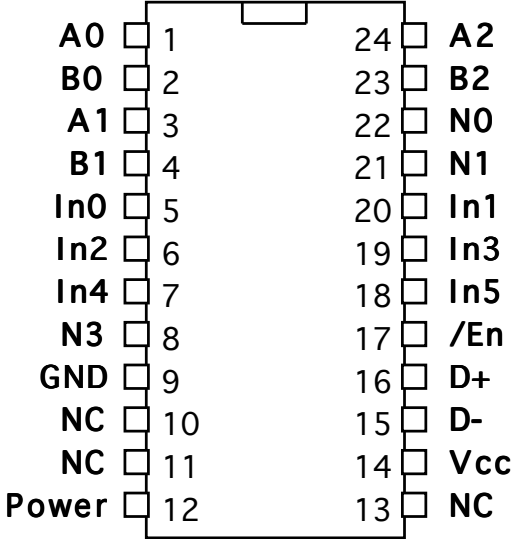 A0 1 24 A2
B0 2 23 B2
A1 3 22 N0
B1 4 21 N1
In0 5 20 In1
In2 6 19 In3
In4 7 18 In5
N3 8 17 /En
GND 9 16 D+
NC 10 15 D-
NC 11 14 Vcc
Power 12 13 NC